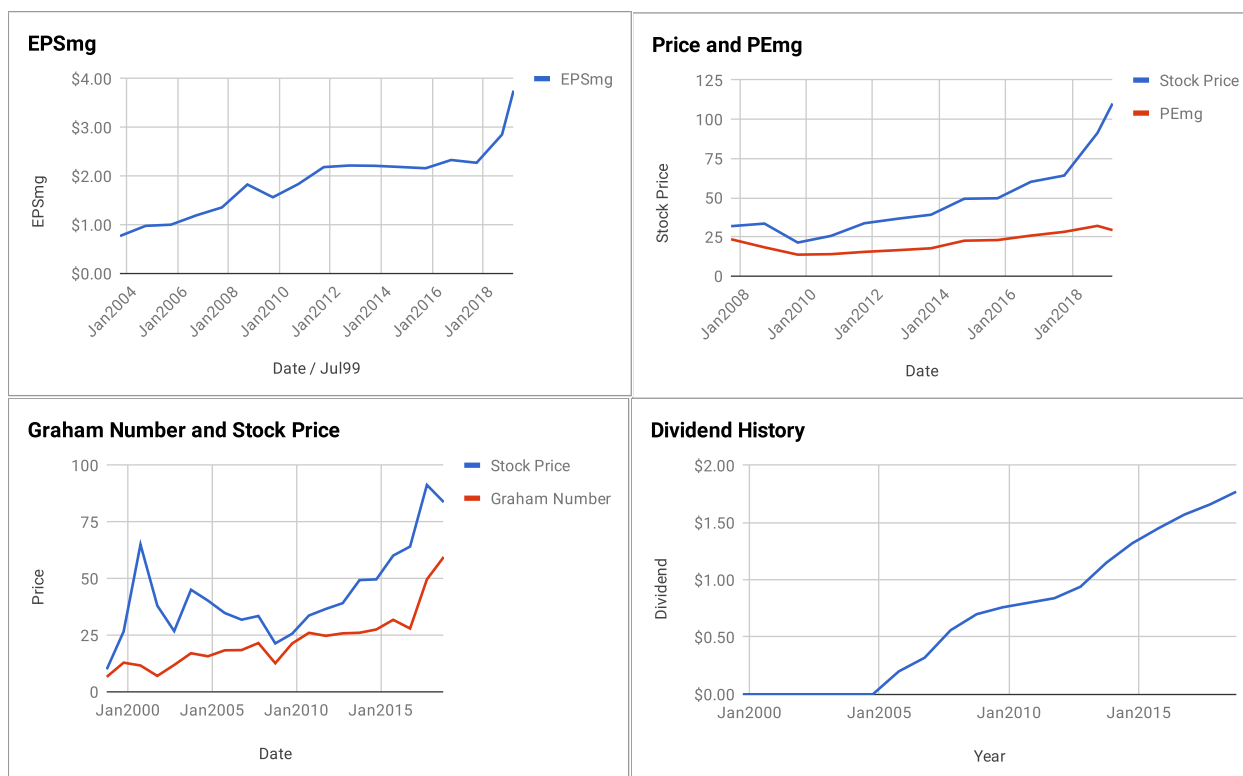 EPSmg
$4.00
$3.00
$2.00
$1.00
$0.00
EPSmg
EPSmg
Jan2004
Jan2006
Jan2008
Jan2010
Jan2012
Jan2014
Jan2016
Jan2018
Date / Jul99
Price and PEmg
125
100
75
50
25
0
Stock Price
Stock Price
PEmg
Jan2008
Jan2010
Jan2012
Jan2014
Jan2016
Jan2018
Date
Graham Number and Stock Price
100
75
50
25
0
Price
Stock Price
Graham Number
Jan2000
Jan2005
Jan2010
Jan2015
Date
Dividend History
$2.00
$1.50
$1.00
$0.50
$0.00
Dividend
Jan2000
Jan2005
Jan2010
Jan2015
Year